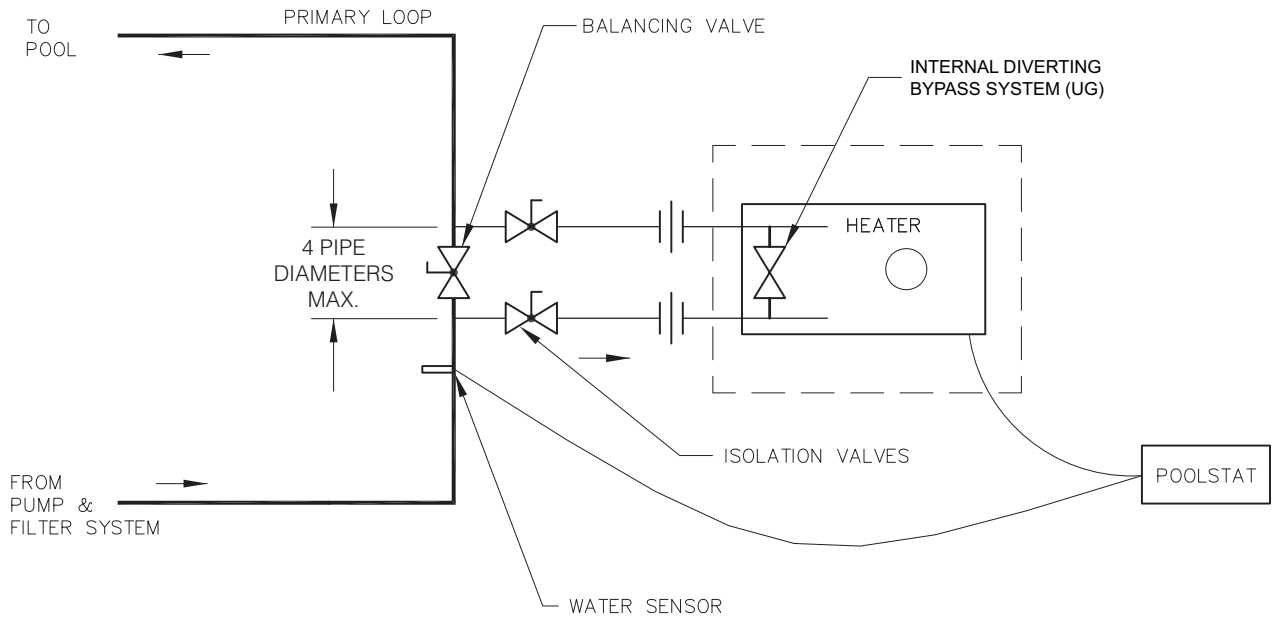 PRIMARY LOOP
TO
POOL
BALANCING VALVE
INTERNAL DIVERTING
BYPASS SYSTEM (UG)
HEATER
4 PIPE
DIAMETERS
MAX.
ISOLATION VALVES
POOLSTAT
FROM
PUMP &
FILTER SYSTEM
WATER SENSOR